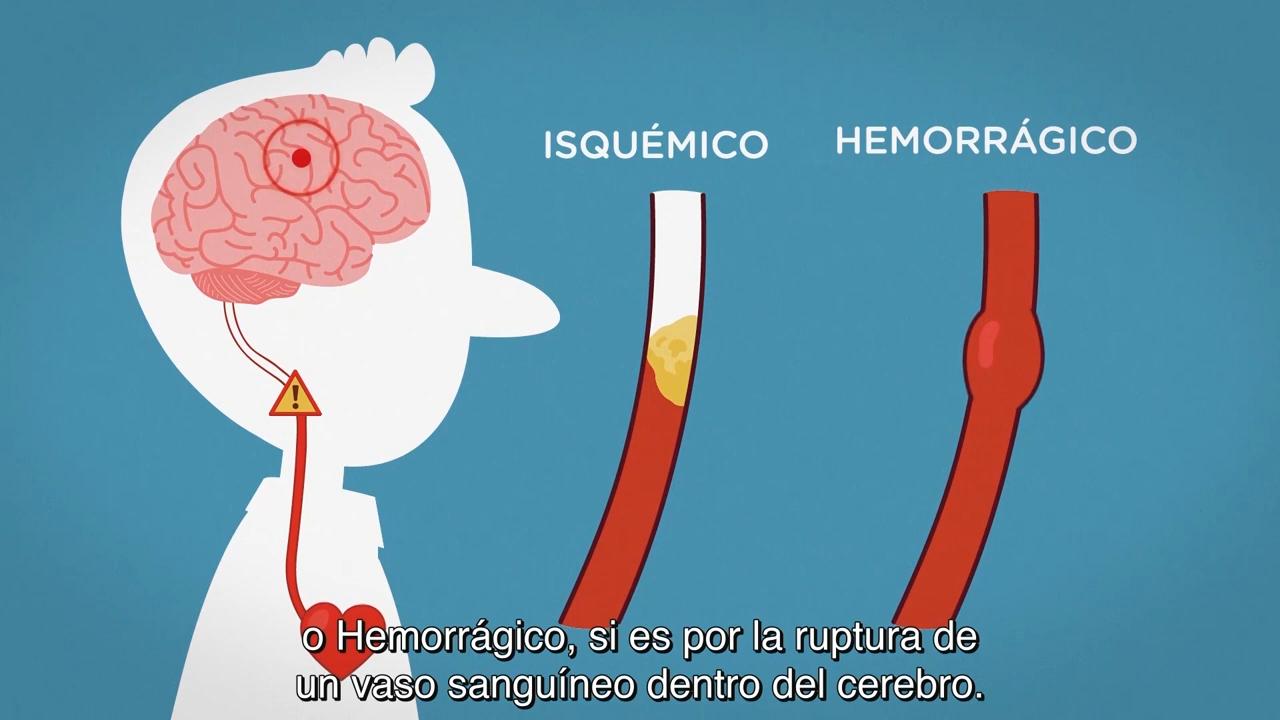 ISQUÉMICO
HEMORRÁGICO
!
o Hemorrágico, si es por la ruptura de
un vaso sanguíneo dentro del cerebro.